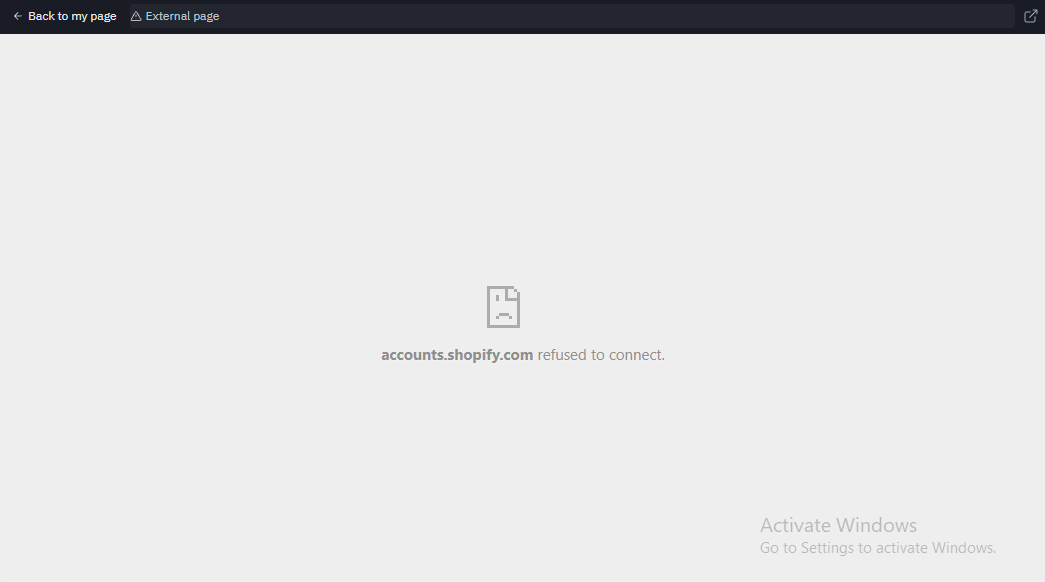 Back to my page External page
accounts.shopify.com refused to connect.
Activate Windows
Go to Settings to activate Windows.